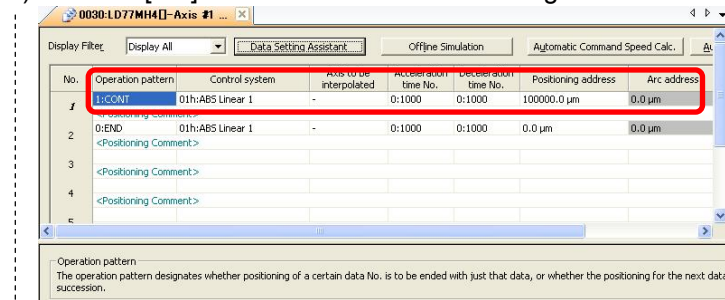 0030:LD77MH4[]-Axis #1 ...
Display Filter Display All Data Setting Assistant Offline Simulation Automatic Command Speed Calc. Au
No. Operation pattern Control system Axis to be interpolated Acceleration time No. Deceleration time No. Positioning address Arc address
1 1:CONT 01h:ABS Linear 1 - 0:1000 0:1000 100000.0 μm 0.0 μm
<Positioning Comment>
2 0:END 01h:ABS Linear 1 - 0:1000 0:1000 0.0 μm 0.0 μm
<Positioning Comment>
3
<Positioning Comment>
4
<Positioning Comment>
5
Operation pattern
The operation pattern designates whether positioning of a certain data No. is to be ended with just that data, or whether the positioning for the next data
succession.